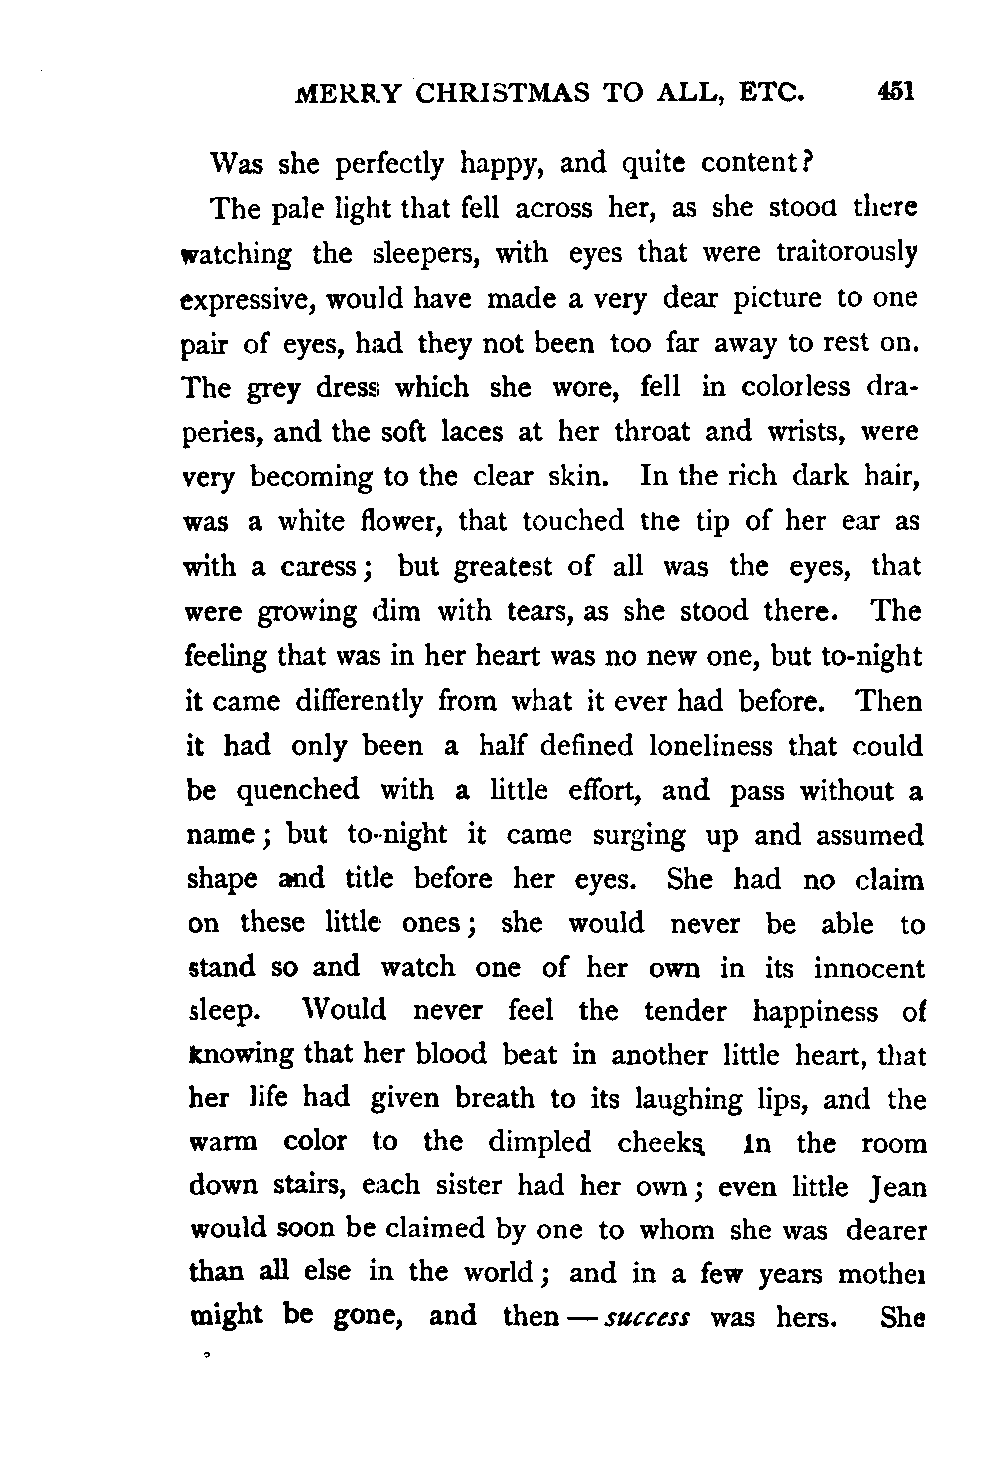 MERRY CHRISTMAS TO ALL, ETC. 451
Was she perfectly happy, and quite content?
The pale light that fell across her, as she stood there
watching the sleepers, with eyes that were traitorously
expressive, would have made a very dear picture to one
pair of eyes, had they not been too far away to rest on.
The grey dress which she wore, fell in colorless dra-
peries, and the soft laces at her throat and wrists, were
very becoming to the clear skin. In the rich dark hair,
was a white flower, that touched the tip of her ear as
with a caress; but greatest of all was the eyes, that
were growing dim with tears, as she stood there. The
feeling that was in her heart was no new one, but to-night
it came differently from what it ever had before. Then
it had only been a half defined loneliness that could
be quenched with a little effort, and pass without a
name; but to-night it came surging up and assumed
shape and title before her eyes. She had no claim
on these little ones; she would never be able to
stand so and watch one of her own in its innocent
sleep. Would never feel the tender happiness of
knowing that her blood beat in another little heart, that
her life had given breath to its laughing lips, and the
warm color to the dimpled cheeks. In the room
down stairs, each sister had her own; even little Jean
would soon be claimed by one to whom she was dearer
than all else in the world; and in a few years mother
might be gone, and then — success was hers. She